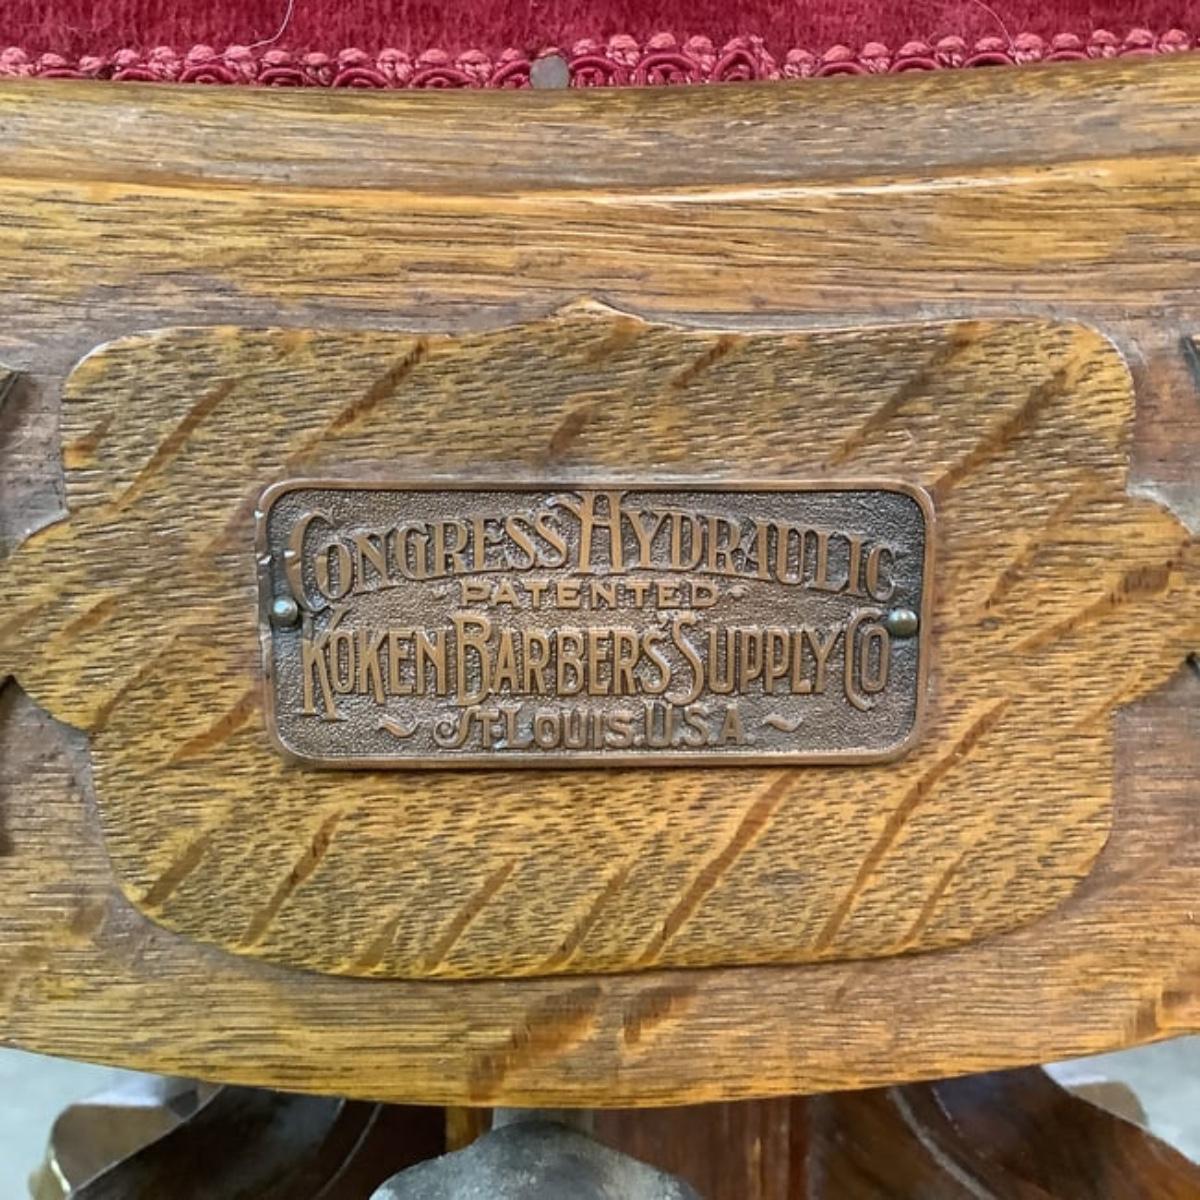 CONGRESS HYDRAULIC
PATENTED
KOKEN BARBERS' SUPPLY CO
ST. LOUIS. U.S.A.